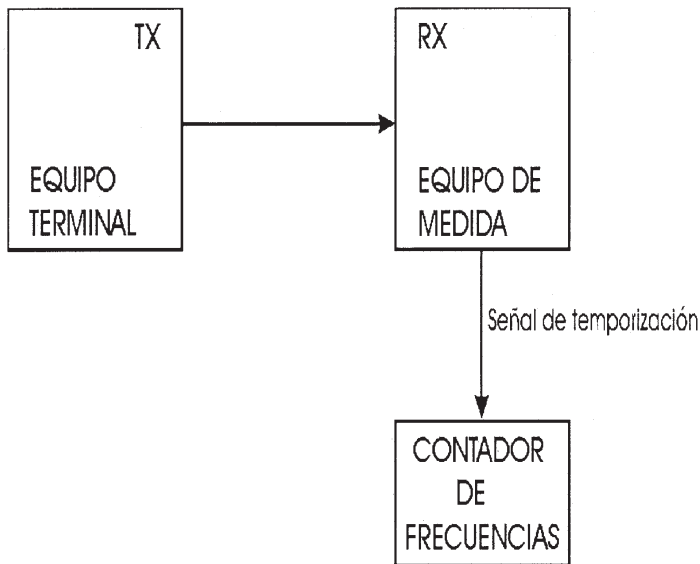 TX
EQUIPO
TERMINAL
RX
EQUIPO DE
MEDIDA
Señal de temporización
CONTADOR
DE
FRECUENCIAS